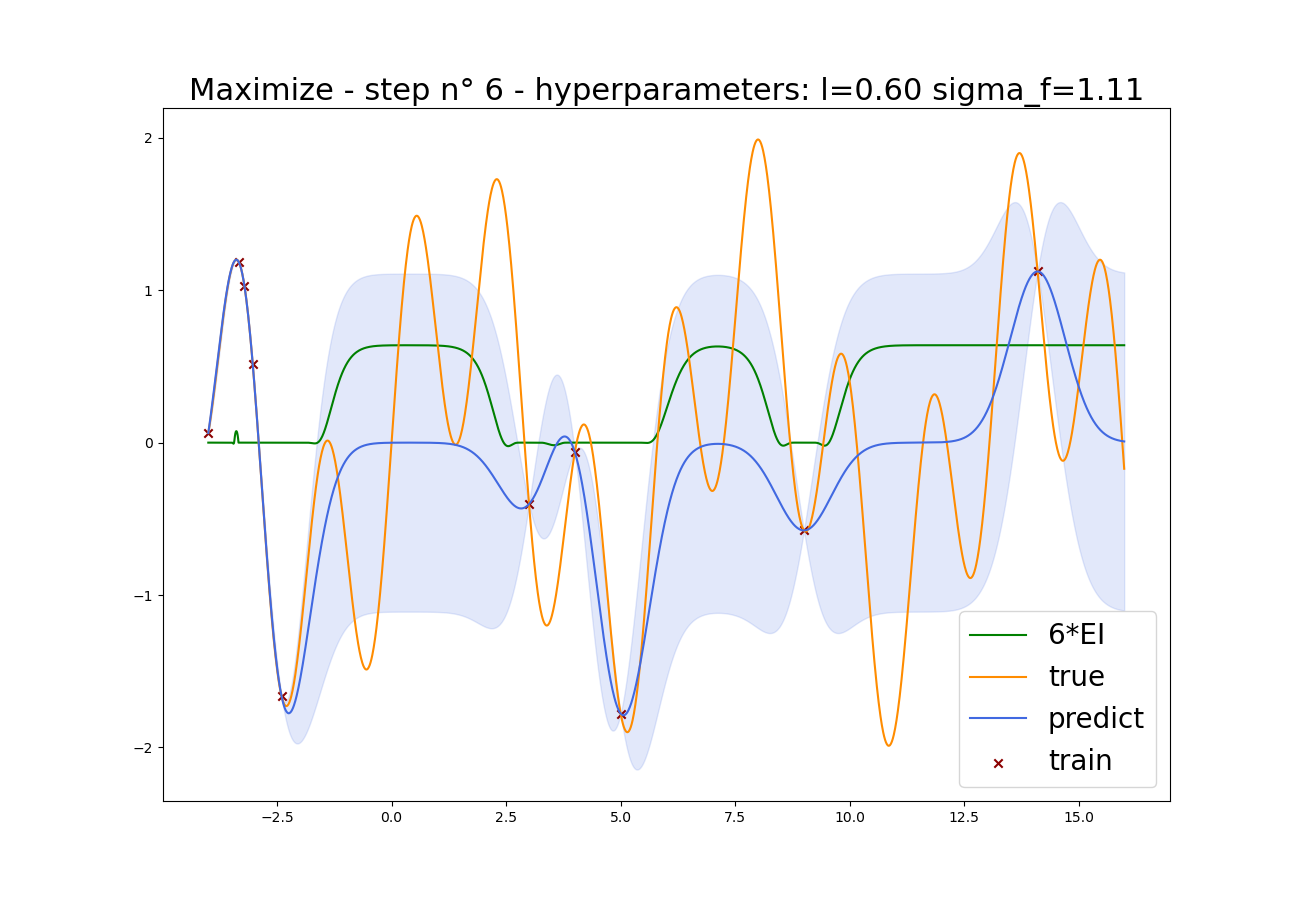 Maximize - step n° 6 - hyperparameters: l=0.60 sigma_f=1.11
2
1
0
−1
−2
−2.5 0.0 2.5 5.0 7.5 10.0 12.5 15.0
6*EI
true
predict
train